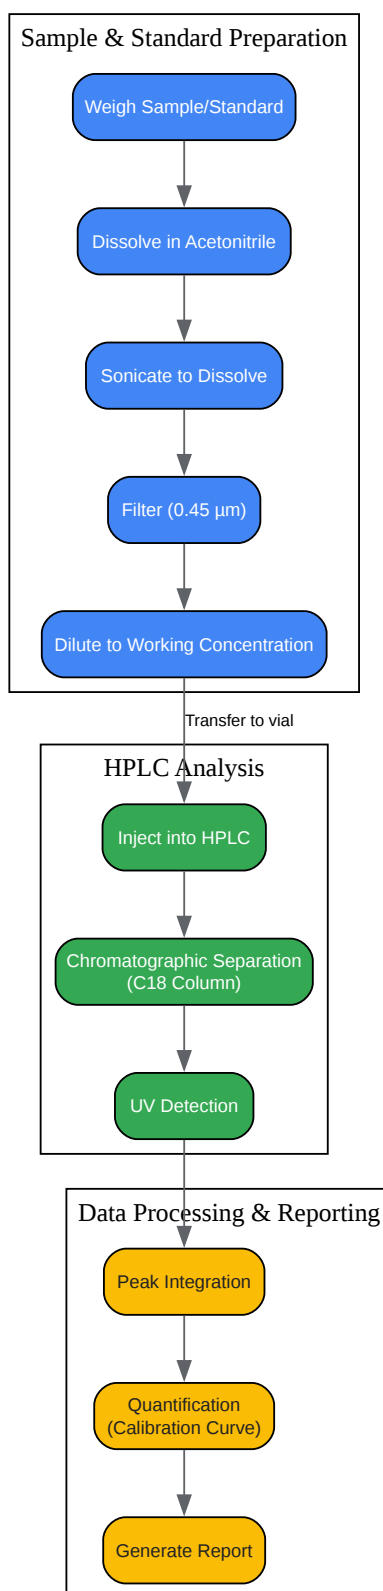 Sample & Standard Preparation
Weigh Sample/Standard
Dissolve in Acetonitrile
Sonicate to Dissolve
Filter (0.45 µm)
Dilute to Working Concentration
Transfer to vial
HPLC Analysis
Inject into HPLC
Chromatographic Separation
(C18 Column)
UV Detection
Data Processing & Reporting
Peak Integration
Quantification
(Calibration Curve)
Generate Report